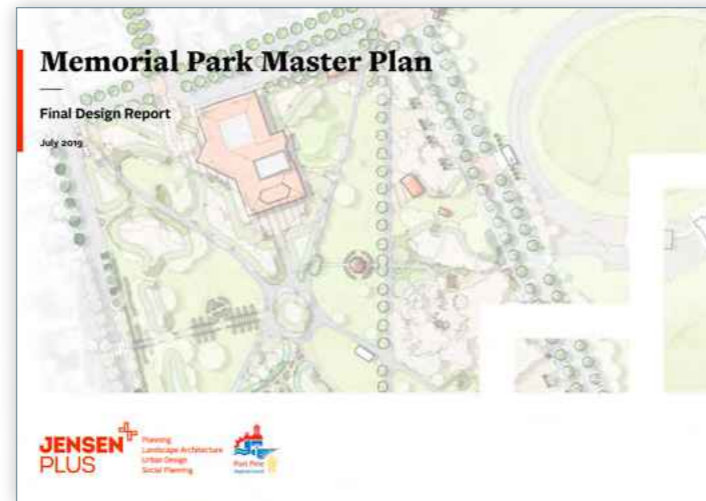 Memorial Park Master Plan
Final Design Report
July 2019
JENSEN
PLUS
Planning
Landscape Architecture
Urban Design
Social Planning
Port Pirie